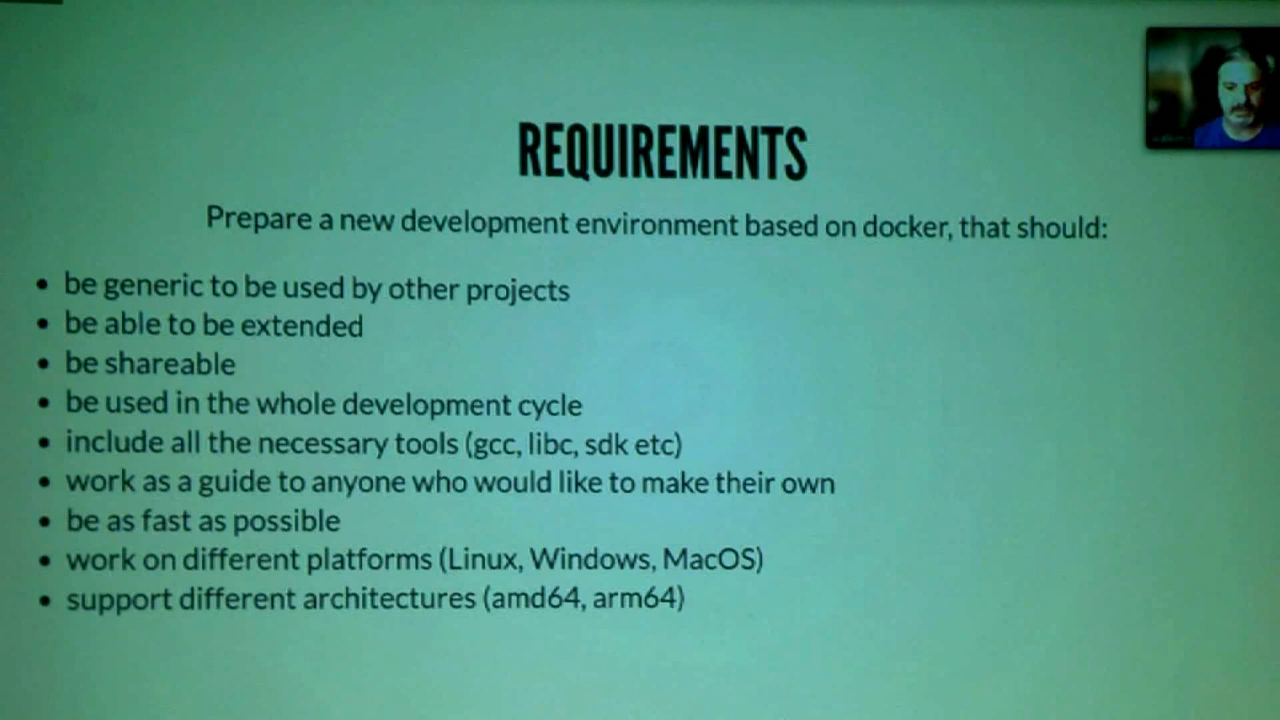 REQUIREMENTS
Prepare a new development environment based on docker, that should:
• be generic to be used by other projects
• be able to be extended
• be shareable
• be used in the whole development cycle
• include all the necessary tools (gcc, libc, sdk etc)
• work as a guide to anyone who would like to make their own
• be as fast as possible
• work on different platforms (Linux, Windows, MacOS)
• support different architectures (amd64, arm64)